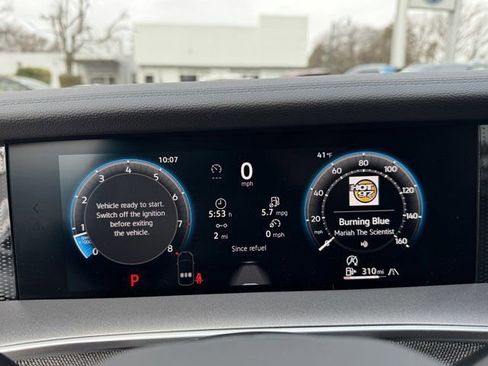 10:07
0
mph
41°F
1
2
3
4
5
6
7
8
0
x1000
Vehicle ready to start.
Switch off the ignition
before exiting
the vehicle.
5:53 h
5.7 mpg
2 mi
0 mph
Since refuel
20
40
60
80
100
120
140
160
mph
HOT
97
Burning Blue
Mariah The Scientist
P
310 mi